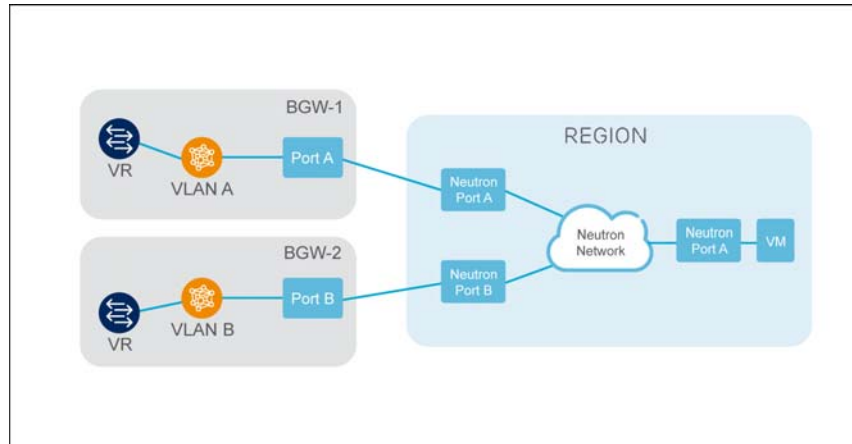 BGW-1
VR
VLAN A
Port A
BGW-2
VR
VLAN B
Port B
REGION
Neutron
Port A
Neutron
Port B
Neutron
Network
Neutron
Port A
VM